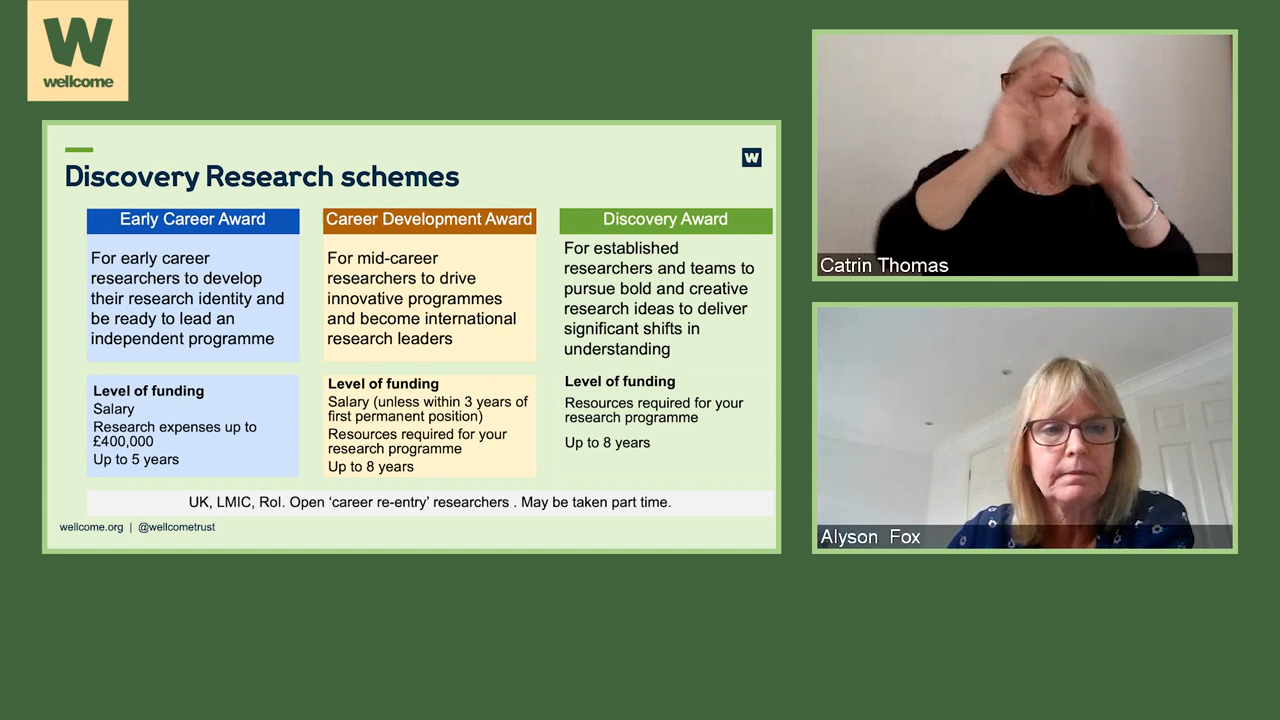 W
wellcome
W
Discovery Research schemes
Early Career Award
For early career
researchers to develop
their research identity and
be ready to lead an
independent programme
Level of funding
Salary
Research expenses up to
£400,000
Up to 5 years
Career Development Award
For mid-career
researchers to drive
innovative programmes
and become international
research leaders
Level of funding
Salary (unless within 3 years of
first permanent position)
Resources required for your
research programme
Up to 8 years
Discovery Award
For established
researchers and teams to
pursue bold and creative
research ideas to deliver
significant shifts in
understanding
Level of funding
Resources required for your
research programme
Up to 8 years
UK, LMIC, RoI. Open ‘career re-entry’ researchers . May be taken part time.
wellcome.org | @wellcometrust
Catrin Thomas
Alyson Fox